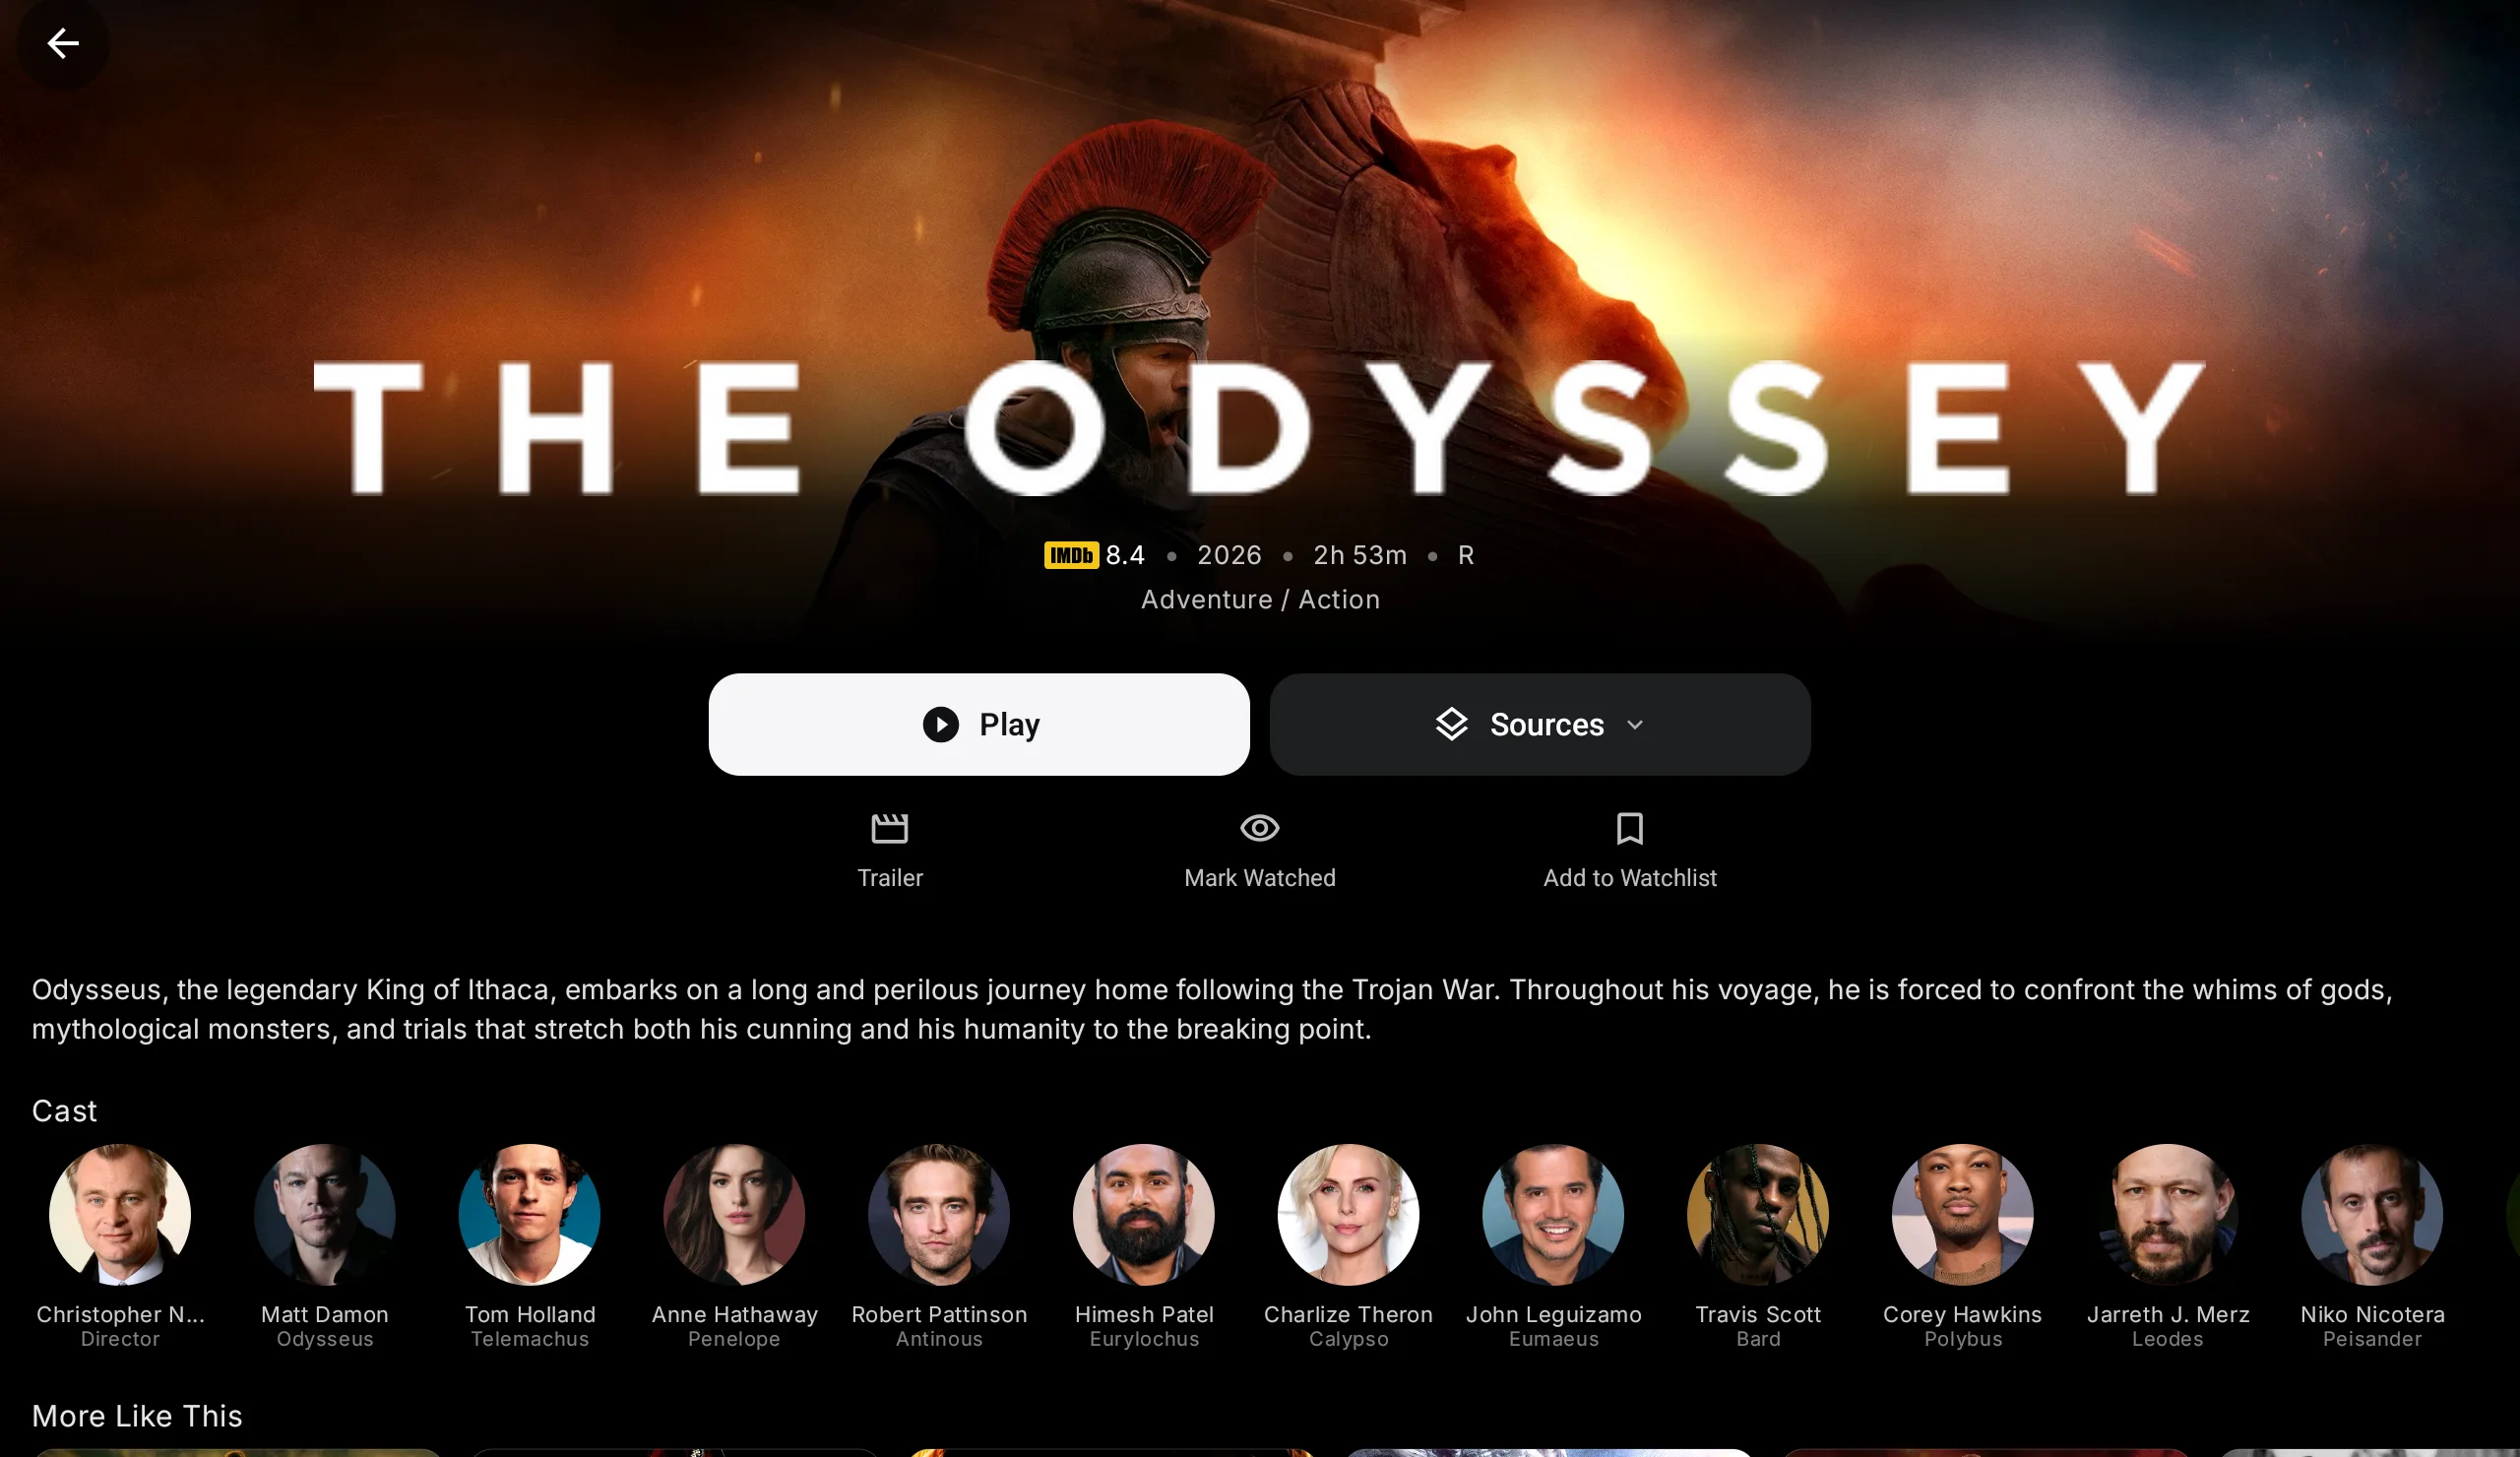 THE ODYSSEY
IMDb 8.4 • 2026 • 2h 53m • R
Adventure / Action
Play
Sources
Trailer
Mark Watched
Add to Watchlist
Odysseus, the legendary King of Ithaca, embarks on a long and perilous journey home following the Trojan War. Throughout his voyage, he is forced to confront the whims of gods,
mythological monsters, and trials that stretch both his cunning and his humanity to the breaking point.
Cast
Christopher N...
Director
Matt Damon
Odysseus
Tom Holland
Telemachus
Anne Hathaway
Penelope
Robert Pattinson
Antinous
Himesh Patel
Eurylochus
Charlize Theron
Calypso
John Leguizamo
Eumaeus
Travis Scott
Bard
Corey Hawkins
Polybus
Jarreth J. Merz
Leodes
Niko Nicotera
Peisander
More Like This